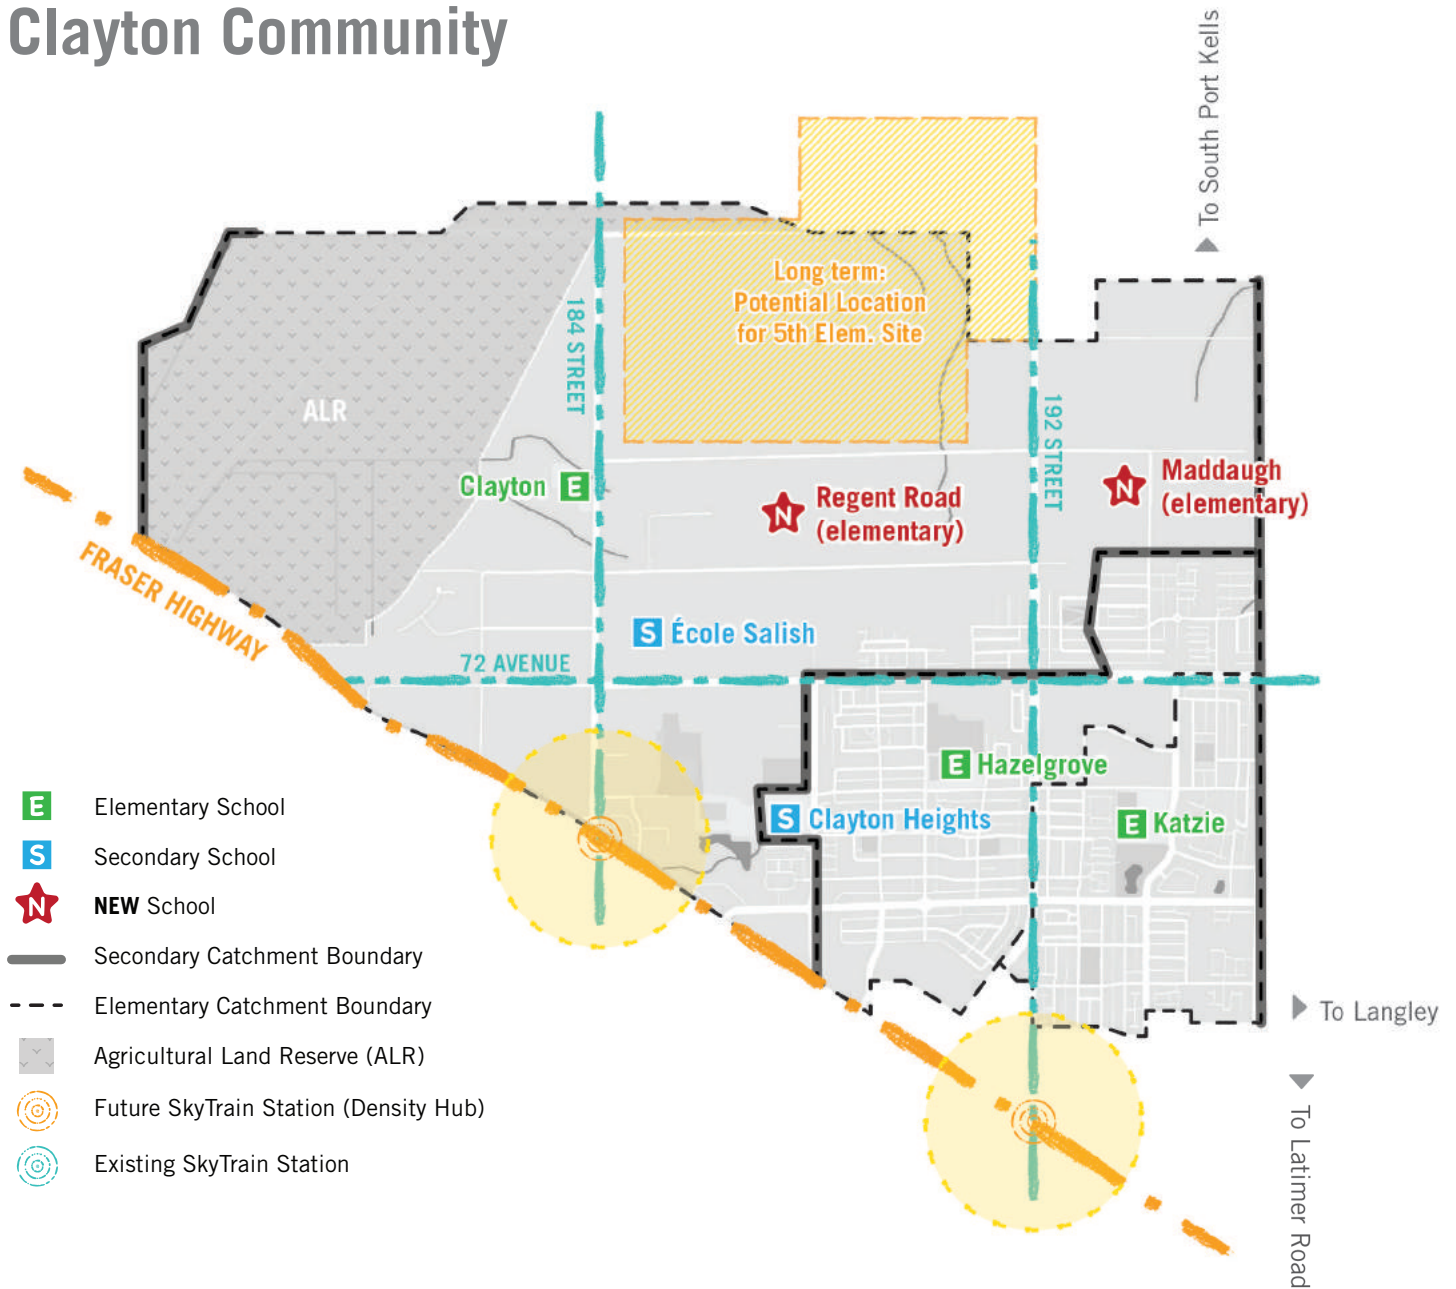 Clayton Community
To South Port Kells
Long term:
Potential Location
for 5th Elem. Site
184 STREET
192 STREET
ALR
Clayton E
N Regent Road
(elementary)
N Maddaugh
(elementary)
FRASER HIGHWAY
S École Salish
72 AVENUE
E Hazelgrove
S Clayton Heights
E Katzie
E Elementary School
S Secondary School
N NEW School
Secondary Catchment Boundary
Elementary Catchment Boundary
Agricultural Land Reserve (ALR)
Future SkyTrain Station (Density Hub)
Existing SkyTrain Station
To Langley
To Latimer Road